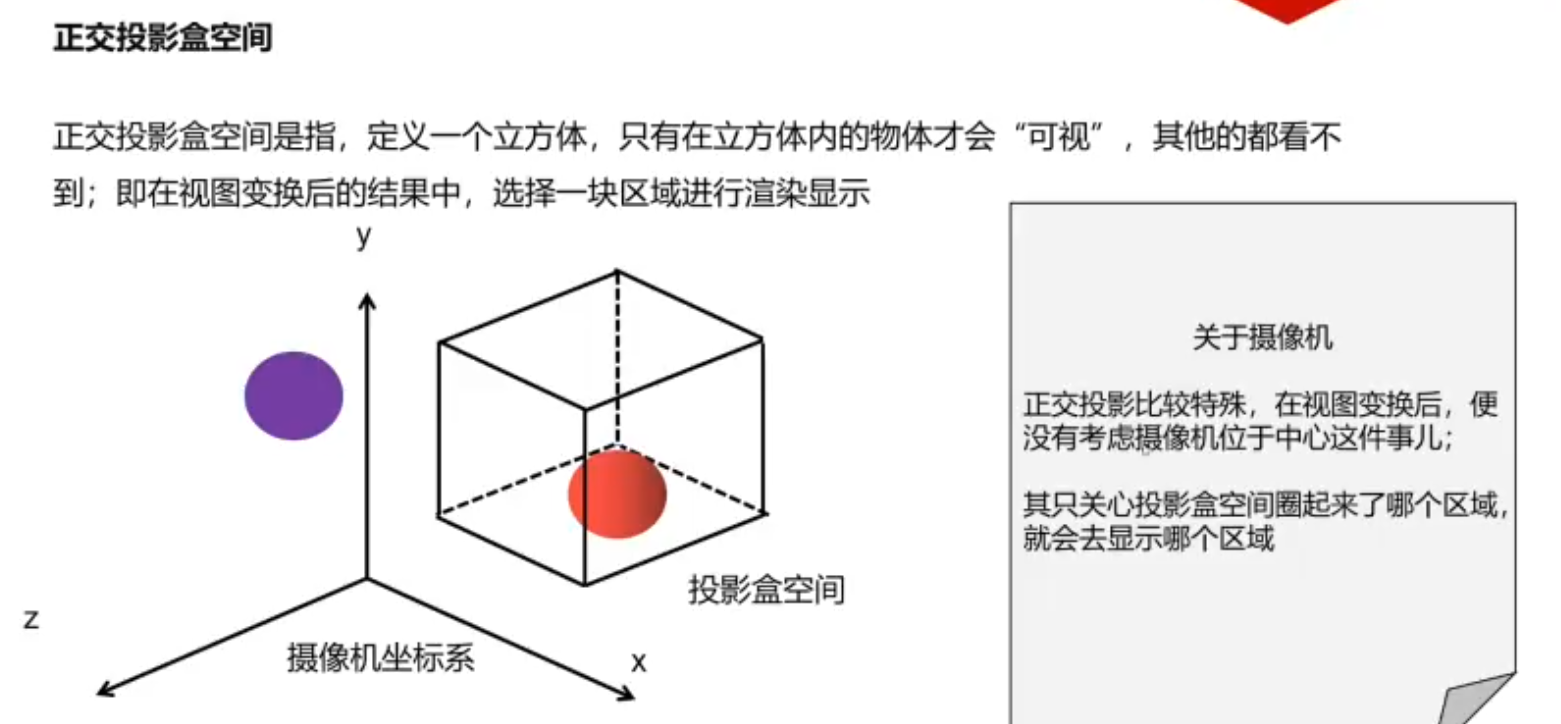 正交投影盒空间
正交投影盒空间是指，定义一个立方体，只有在立方体内的物体才会“可视”，其他的都看不
到；即在视图变换后的结果中，选择一块区域进行渲染显示
y
z
摄像机坐标系
x
投影盒空间
关于摄像机
正交投影比较特殊，在视图变换后，便
没有考虑摄像机位于中心这件事儿；
其只关心投影盒空间圈起来了哪个区域，
就会去显示哪个区域